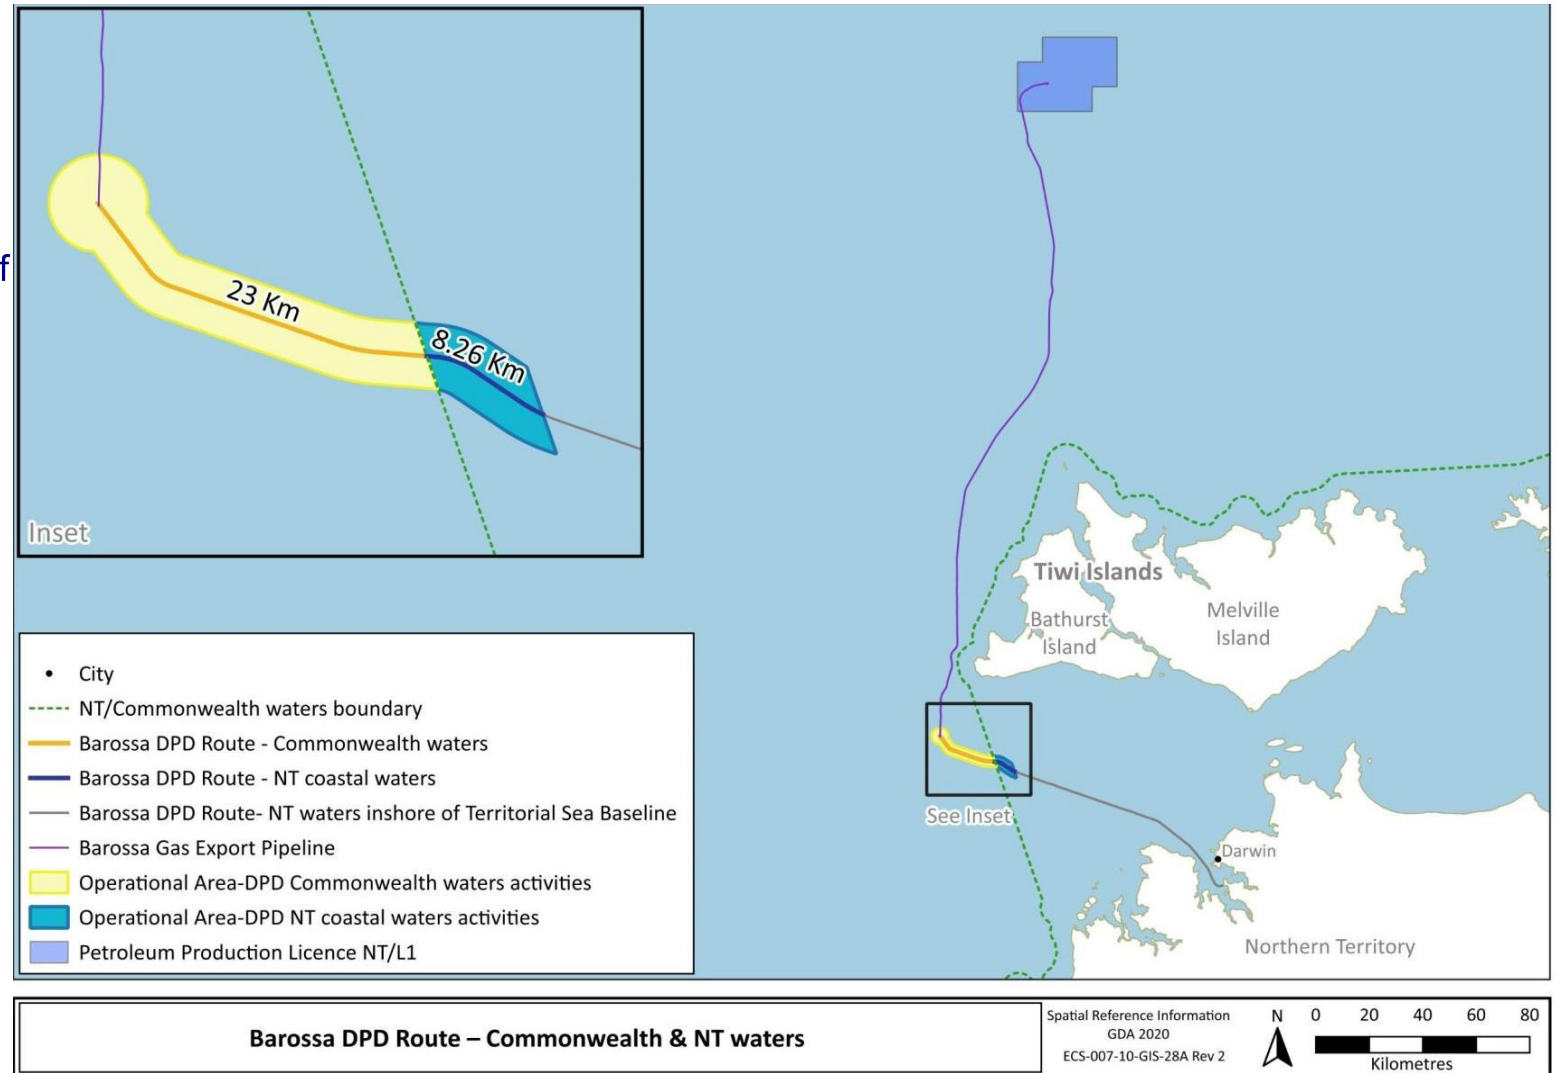 f
23 Km
8.26 Km
Inset
Tiwi Islands
Bathurst
Island
Melville
Island
See Inset
Darwin
Northern Territory
City
NT/Commonwealth waters boundary
Barossa DPD Route - Commonwealth waters
Barossa DPD Route - NT coastal waters
Barossa DPD Route- NT waters inshore of Territorial Sea Baseline
Barossa Gas Export Pipeline
Operational Area-DPD Commonwealth waters activities
Operational Area-DPD NT coastal waters activities
Petroleum Production Licence NT/L1
Barossa DPD Route – Commonwealth & NT waters
Spatial Reference Information
GDA 2020
ECS-007-10-GIS-28A Rev 2
N
0 20 40 60 80
Kilometres